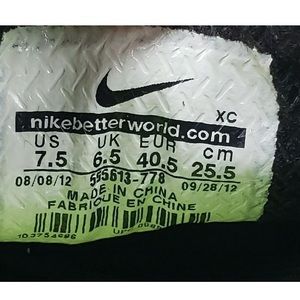 XC
nikebetterworld.com
US UK EUR cm
7.5 6.5 40.5 25.5
08/08/12 555613-778 09/28/12
MADE IN CHINA
FABRIQUE EN CHINE